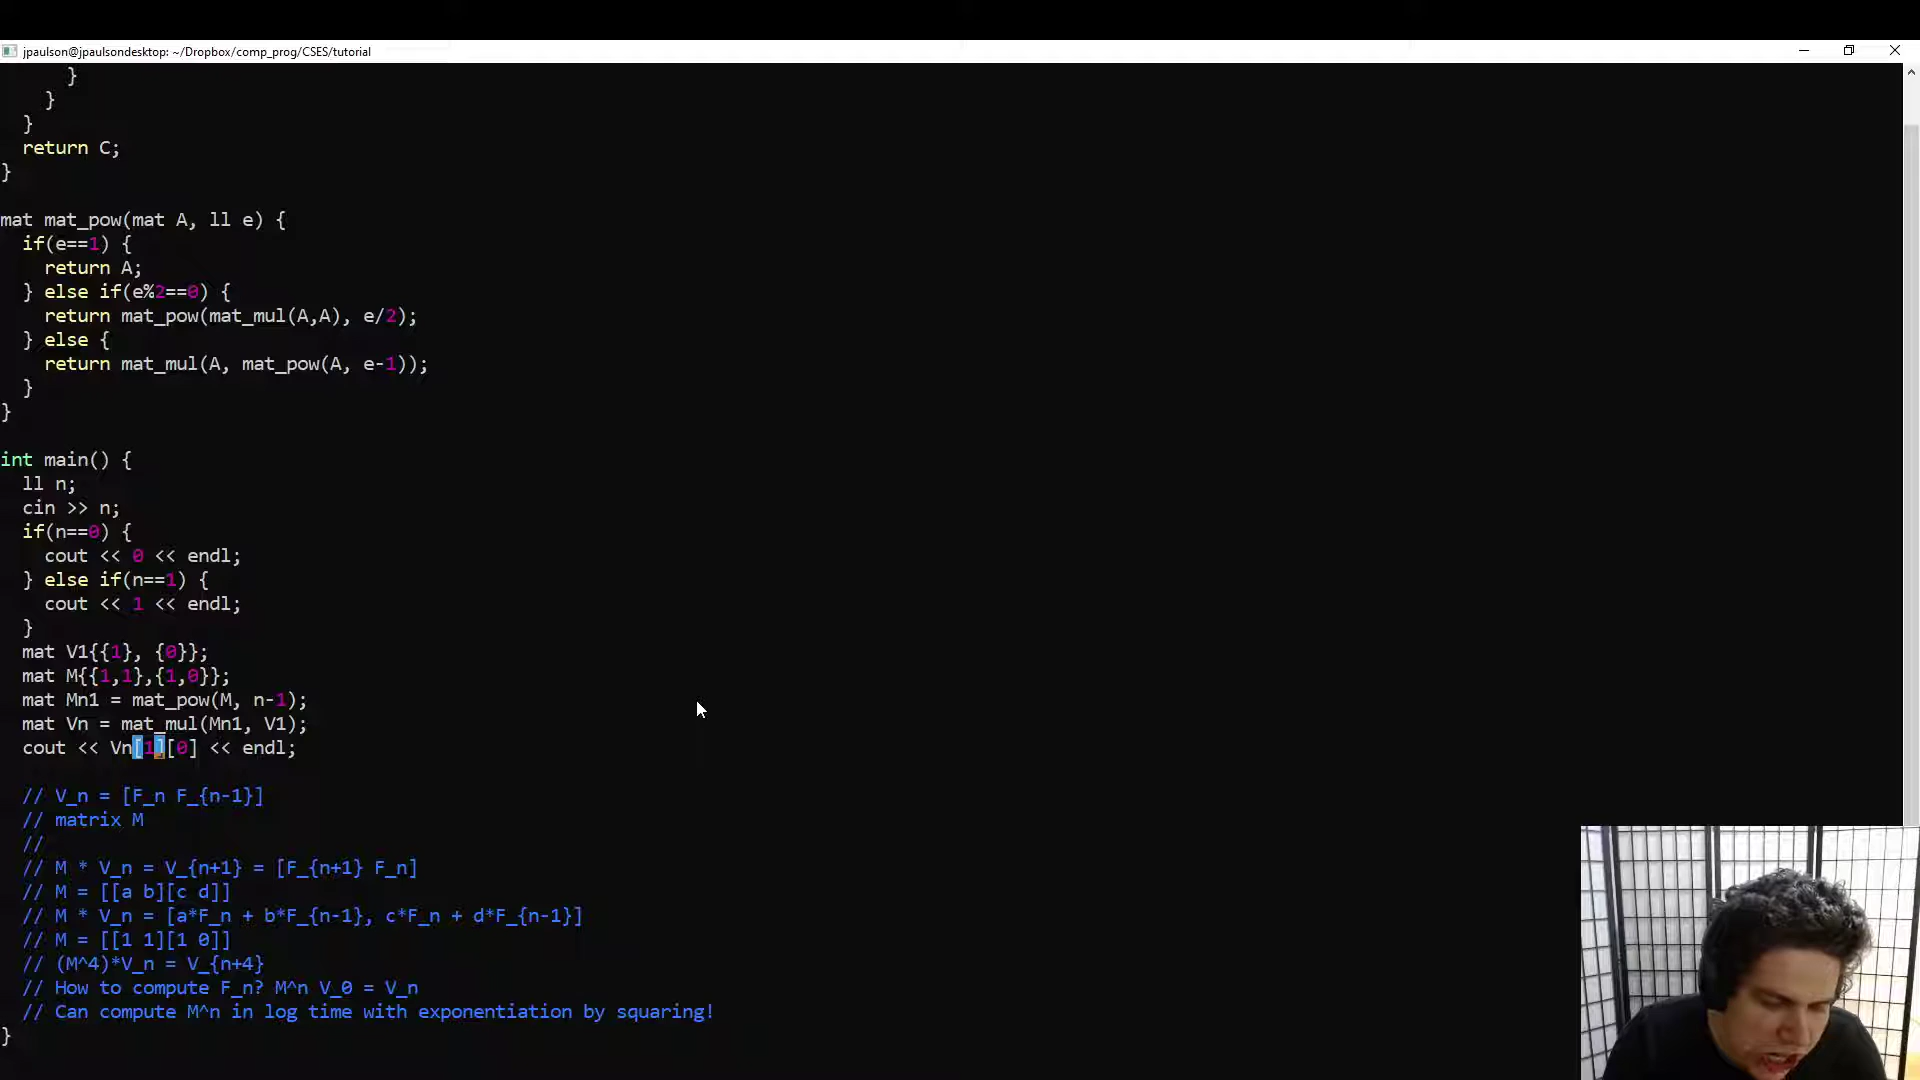 jpaulson@jpaulsondesktop: ~/Dropbox/comp_prog/CSES/tutorial
      }
    }
  }
  return C;
}
mat mat_pow(mat A, ll e) {
  if(e==1) {
    return A;
  } else if(e%2==0) {
    return mat_pow(mat_mul(A,A), e/2);
  } else {
    return mat_mul(A, mat_pow(A, e-1));
  }
}
int main() {
  ll n;
  cin >> n;
  if(n==0) {
    cout << 0 << endl;
  } else if(n==1) {
    cout << 1 << endl;
  }
  mat V1{{1}, {0}};
  mat M{{1,1},{1,0}};
  mat Mn1 = mat_pow(M, n-1);
  mat Vn = mat_mul(Mn1, V1);
  cout << Vn[1][0] << endl;
  // V_n = [F_n F_{n-1}]
  // matrix M
  //
  // M * V_n = V_{n+1} = [F_{n+1} F_n]
  // M = [[a b][c d]]
  // M * V_n = [a*F_n + b*F_{n-1}, c*F_n + d*F_{n-1}]
  // M = [[1 1][1 0]]
  // (M^4)*V_n = V_{n+4}
  // How to compute F_n? M^n V_0 = V_n
  // Can compute M^n in log time with exponentiation by squaring!
}